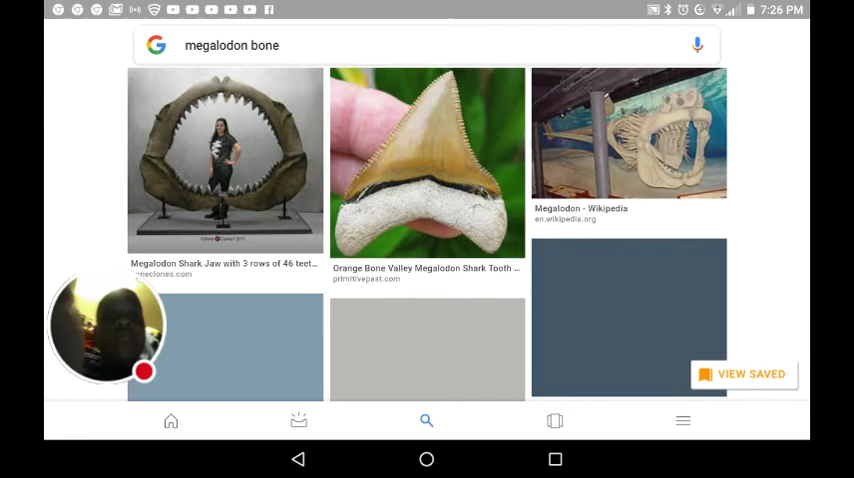 7:26 PM
megalodon bone
Megalodon Shark Jaw with 3 rows of 46 teet...
Orange Bone Valley Megalodon Shark Tooth ...
primitivepast.com
Megalodon - Wikipedia
en.wikipedia.org
VIEW SAVED